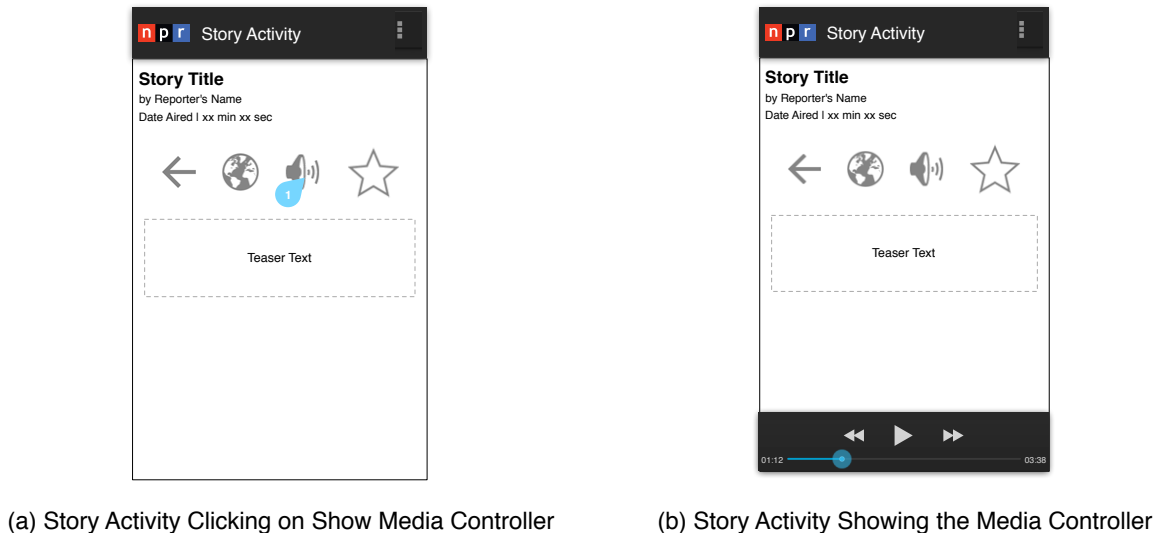 npr Story Activity
Story Title
by Reporter's Name
Date Aired | xx min xx sec
1
Teaser Text
(a) Story Activity Clicking on Show Media Controller
npr Story Activity
Story Title
by Reporter's Name
Date Aired | xx min xx sec
Teaser Text
01:12 03:38
(b) Story Activity Showing the Media Controller